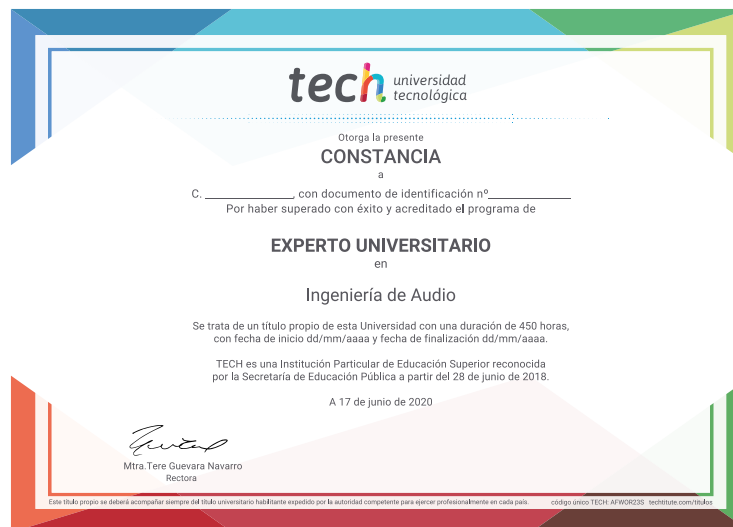 tech universidad
tecnológica
Otorga la presente
CONSTANCIA
a
C. ______________, con documento de identificación nº______________
Por haber superado con éxito y acreditado el programa de
EXPERTO UNIVERSITARIO
en
Ingeniería de Audio
Se trata de un título propio de esta Universidad con una duración de 450 horas,
con fecha de inicio dd/mm/aaaa y fecha de finalización dd/mm/aaaa.
TECH es una Institución Particular de Educación Superior reconocida
por la Secretaría de Educación Pública a partir del 28 de junio de 2018.
A 17 de junio de 2020
Mtra.Tere Guevara Navarro
Rectora
Este título propio se deberá acompañar siempre del título universitario habilitante expedido por la autoridad competente para ejercer profesionalmente en cada país. código único TECH: AFWOR23S techtitute.com/titulos